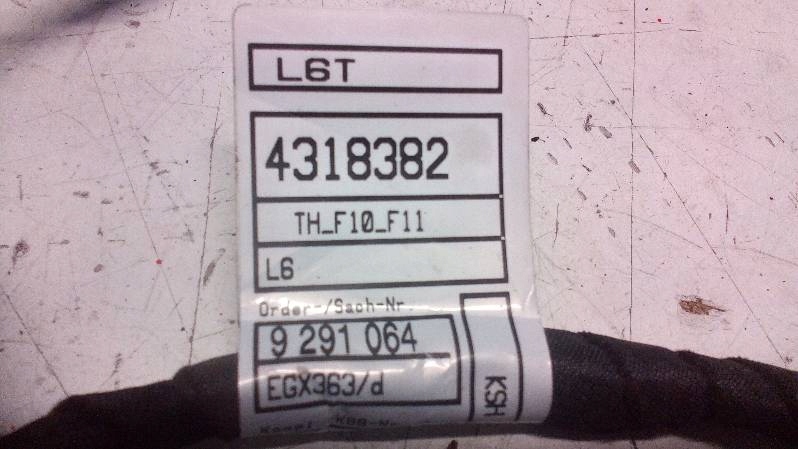 L6T
4318382
TH_F10_F11
L6
Order-/Sach-Nr.
9 291 064
EGX363/d
KSH